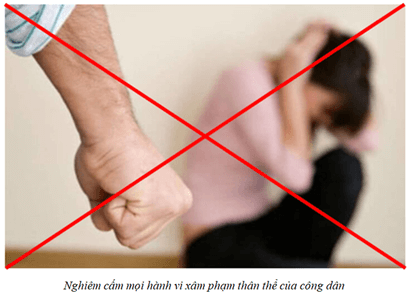 Nghiêm cấm mọi hành vi xâm phạm thân thể của công dân